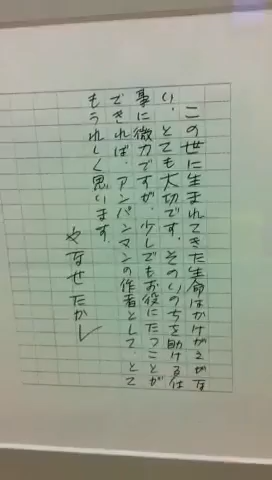 この世に生まれてきた生命はかけがえがな
い、とても大切です。そのいのちを助ける仕
事に微力ですが、少しでもお役にたつことが
できれば、アンパンマンの作者として、とて
もうれしく思います。
やなせたかし